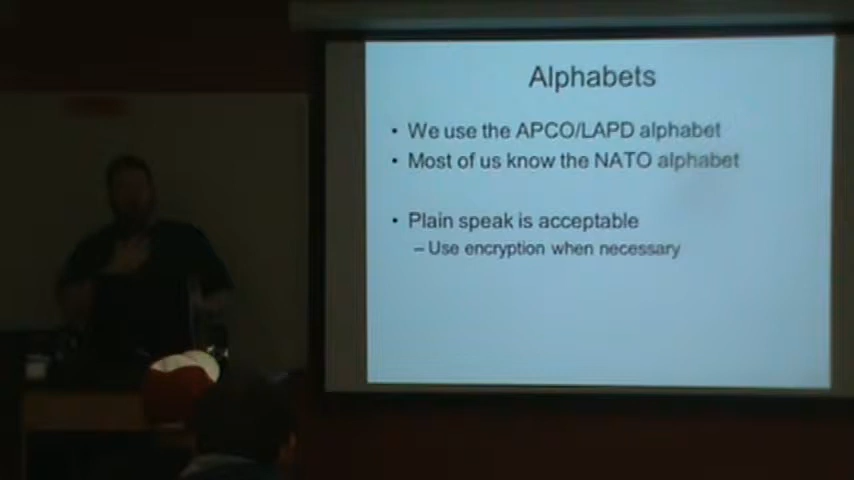 Alphabets
• We use the APCO/LAPD alphabet
• Most of us know the NATO alphabet
• Plain speak is acceptable
– Use encryption when necessary